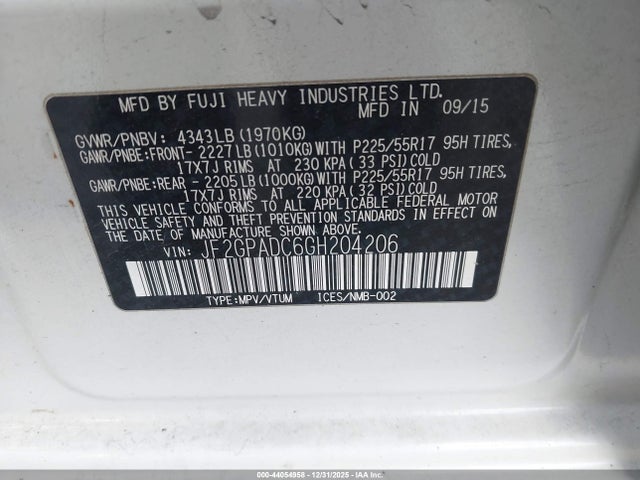 MFD BY FUJI HEAVY INDUSTRIES LTD.
MFD IN 09/15
GVWR/PNBV: 4343LB(1970KG)
GAWR/PNBE:FRONT- 2227LB(1010KG)WITH P225/55R17 95H TIRES,
17X7J RIMS AT 230 KPA(33 PSI)COLD
GAWR/PNBE:REAR - 2205LB(1000KG)WITH P225/55R17 95H TIRES,
17X7J RIMS AT 220 KPA(32 PSI)COLD
THIS VEHICLE CONFORMS TO ALL APPLICABLE FEDERAL MOTOR
VEHICLE SAFETY AND THEFT PREVENTION STANDARDS IN EFFECT
ON THE DATE OF MANUFACTURE SHOWN ABOVE.
VIN: JF2GPADC6GH204206
TYPE:MPV/VTUM ICES/NMB-002
000-44054958 - 12/31/2025 - IAAI.COM